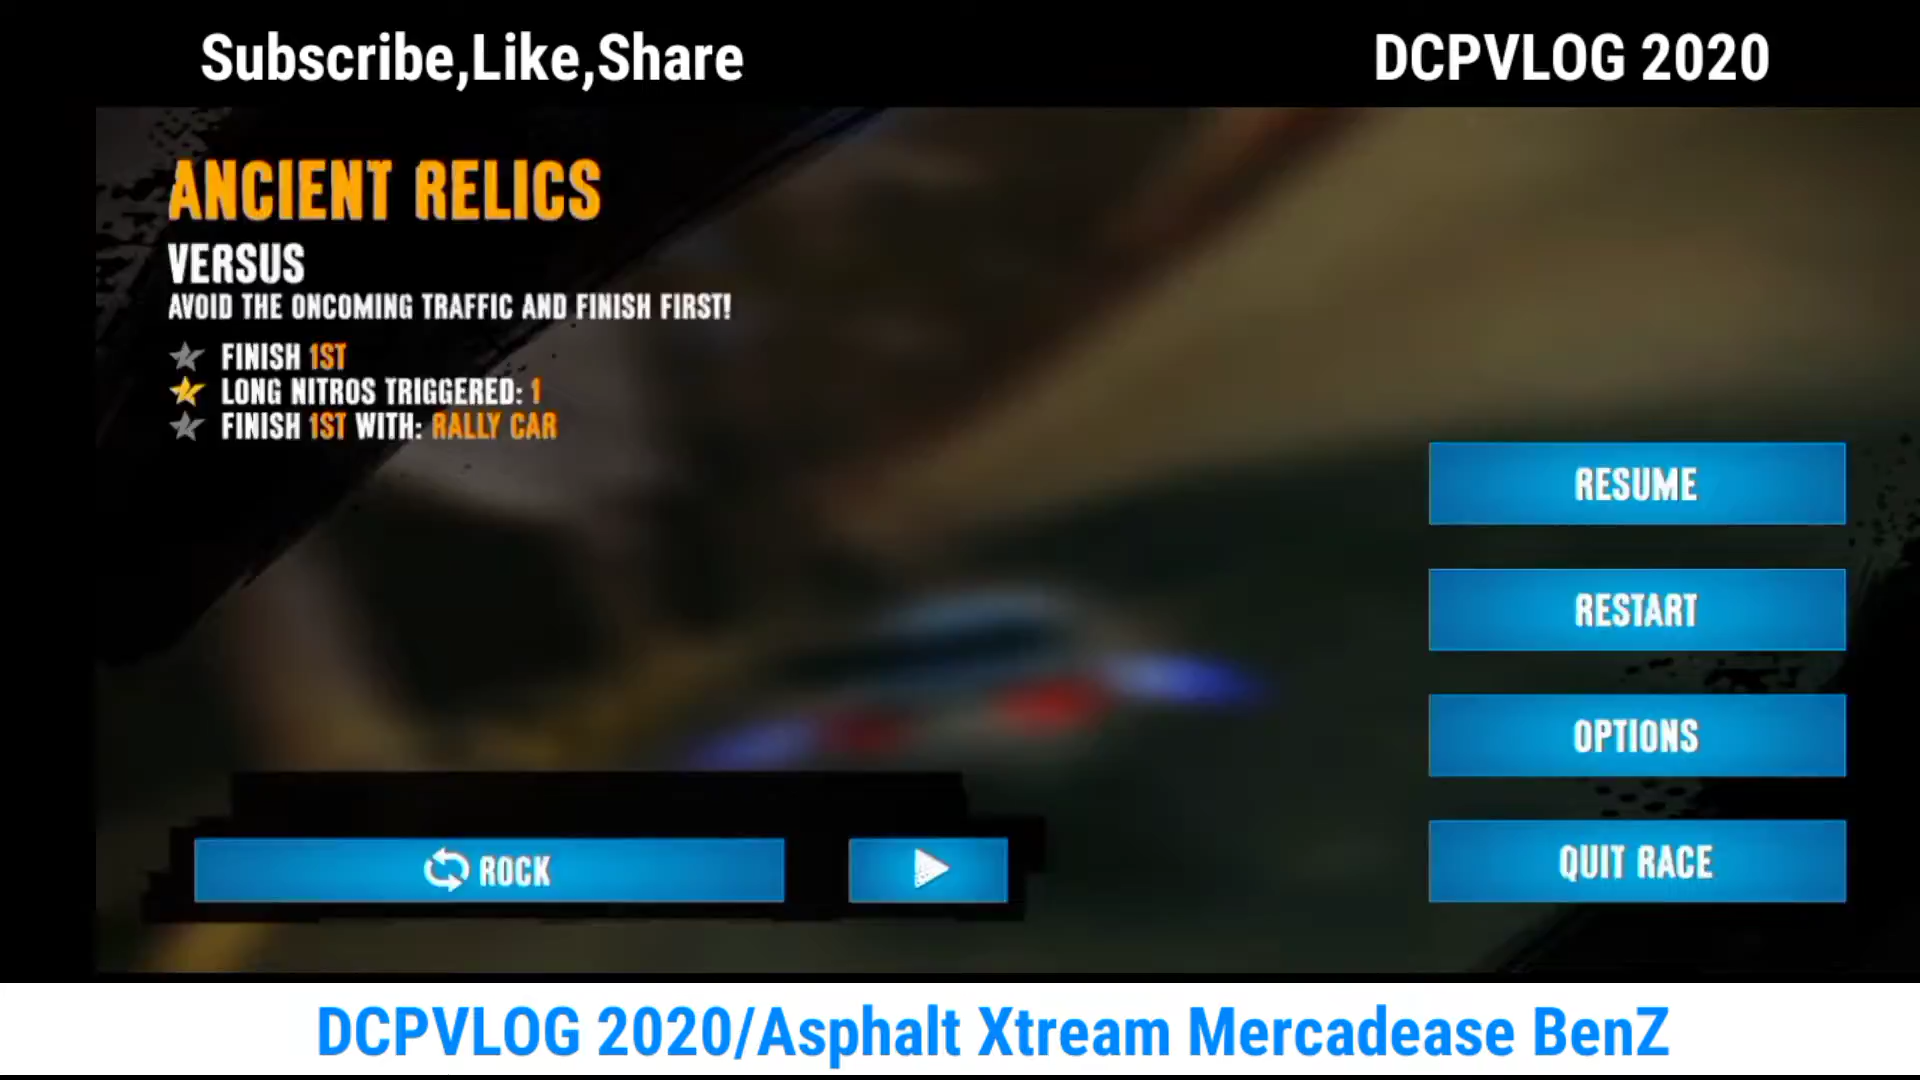 Subscribe,Like,Share
DCPVLOG 2020
ANCIENT RELICS
VERSUS
AVOID THE ONCOMING TRAFFIC AND FINISH FIRST!
FINISH 1ST
LONG NITROS TRIGGERED: 1
FINISH 1ST WITH: RALLY CAR
RESUME
RESTART
OPTIONS
QUIT RACE
ROCK
DCPVLOG 2020/Asphalt Xtream Mercadease BenZ